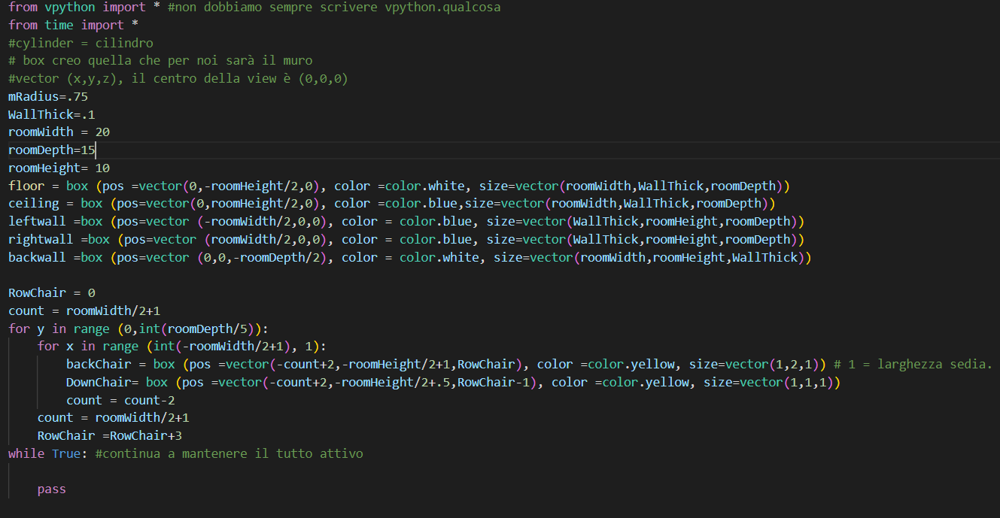 from vpython import * #non dobbiamo sempre scrivere vpython.qualcosa
from time import *
#cylinder = cilindro
# box creo quella che per noi sarà il muro
#vector (x,y,z), il centro della view è (0,0,0)
mRadius=.75
WallThick=.1
roomWidth = 20
roomDepth=15
roomHeight= 10
floor = box (pos =vector(0,-roomHeight/2,0), color =color.white, size=vector(roomWidth,WallThick,roomDepth))
ceiling = box (pos=vector(0,roomHeight/2,0), color =color.blue,size=vector(roomWidth,WallThick,roomDepth))
leftwall =box (pos=vector (-roomWidth/2,0,0), color = color.blue, size=vector(WallThick,roomHeight,roomDepth))
rightwall =box (pos=vector (roomWidth/2,0,0), color = color.blue, size=vector(WallThick,roomHeight,roomDepth))
backwall =box (pos=vector (0,0,-roomDepth/2), color = color.white, size=vector(roomWidth,roomHeight,WallThick))

RowChair = 0
count = roomWidth/2+1
for y in range (0,int(roomDepth/5)):
    for x in range (int(-roomWidth/2+1), 1):
        backChair = box (pos =vector(-count+2,-roomHeight/2+1,RowChair), color =color.yellow, size=vector(1,2,1)) # 1 = larghezza sedia.
        DownChair= box (pos =vector(-count+2,-roomHeight/2+.5,RowChair-1), color =color.yellow, size=vector(1,1,1))
        count = count-2
    count = roomWidth/2+1
    RowChair =RowChair+3
while True: #continua a mantenere il tutto attivo

    pass